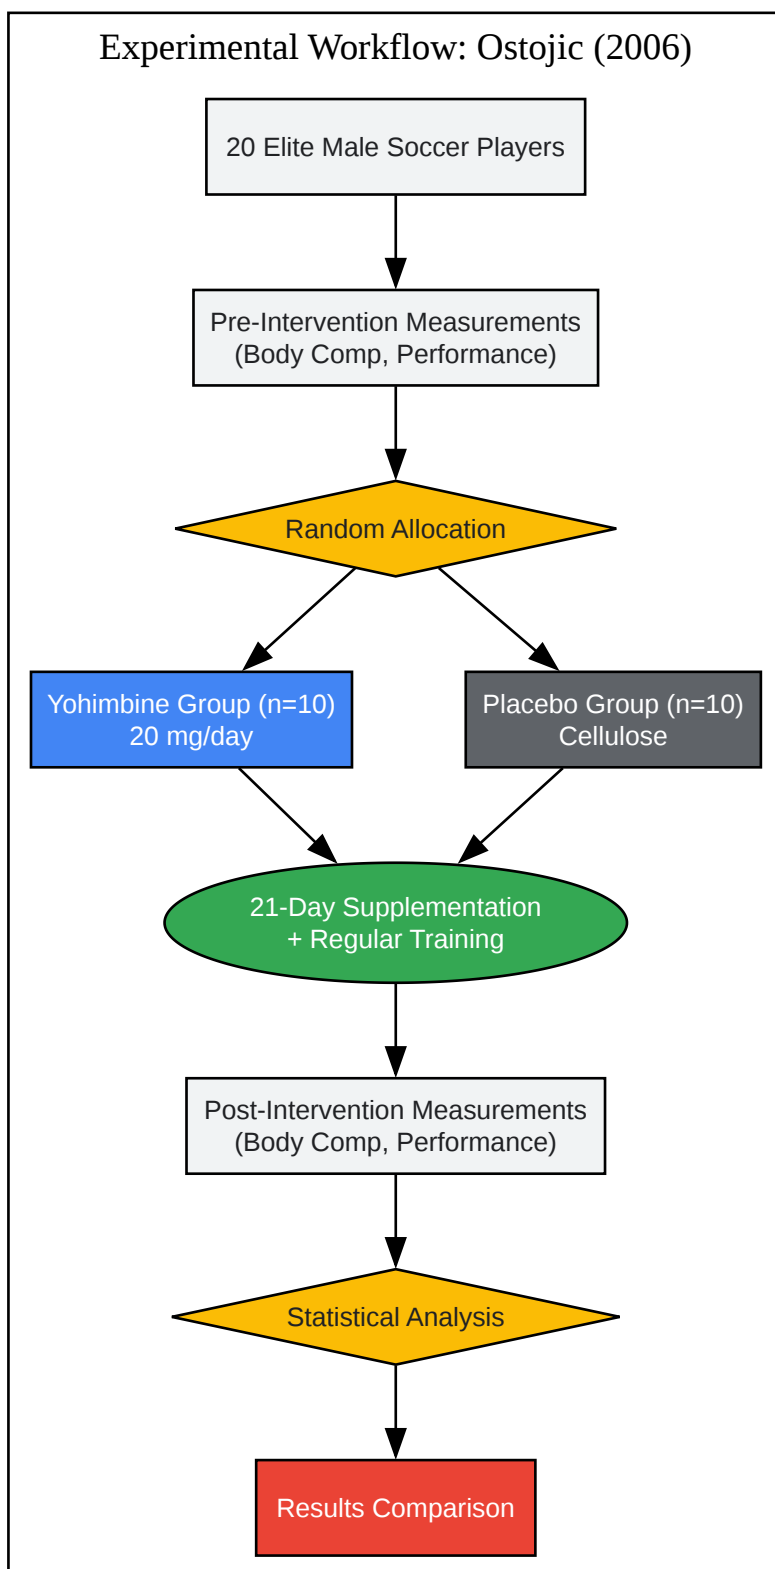 Experimental Workflow: Ostojic (2006)
20 Elite Male Soccer Players
Pre-Intervention Measurements
(Body Comp, Performance)
Random Allocation
Yohimbine Group (n=10)
20 mg/day
Placebo Group (n=10)
Cellulose
21-Day Supplementation
+ Regular Training
Post-Intervention Measurements
(Body Comp, Performance)
Statistical Analysis
Results Comparison